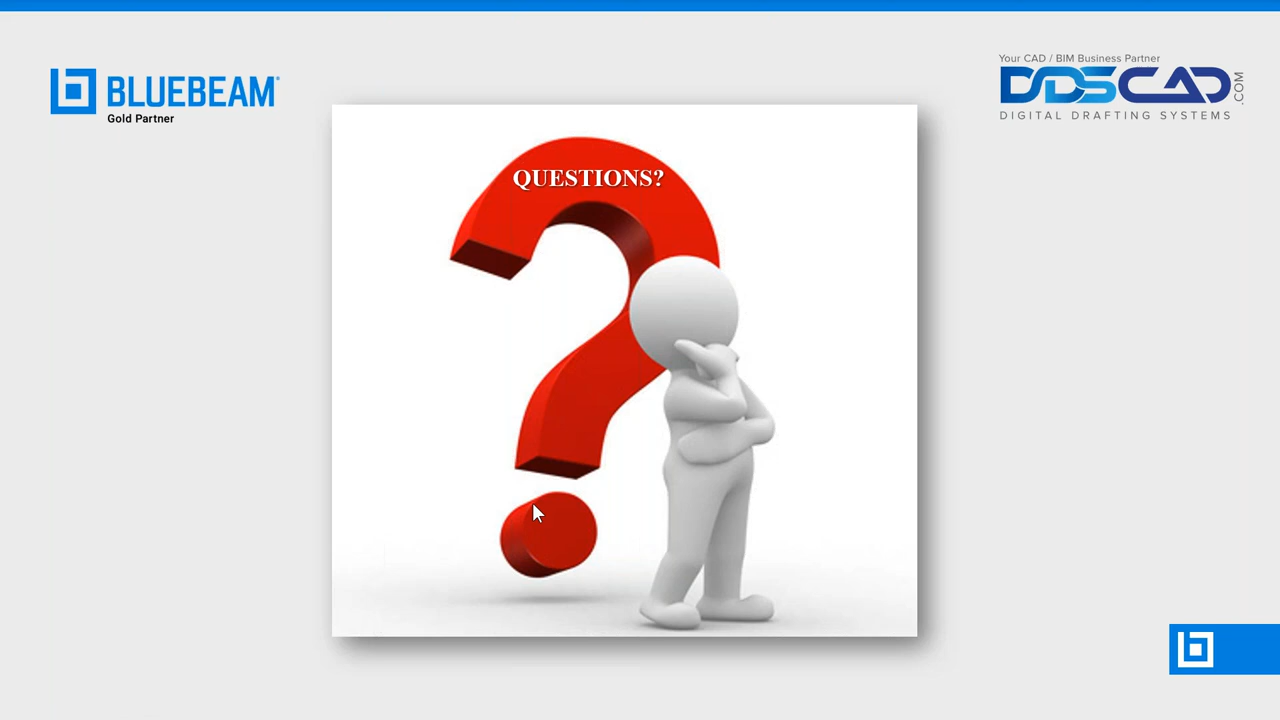 Your CAD / BIM Business Partner
BLUEBEAM®
DDSCAD.COM
Gold Partner
DIGITAL DRAFTING SYSTEMS
QUESTIONS?